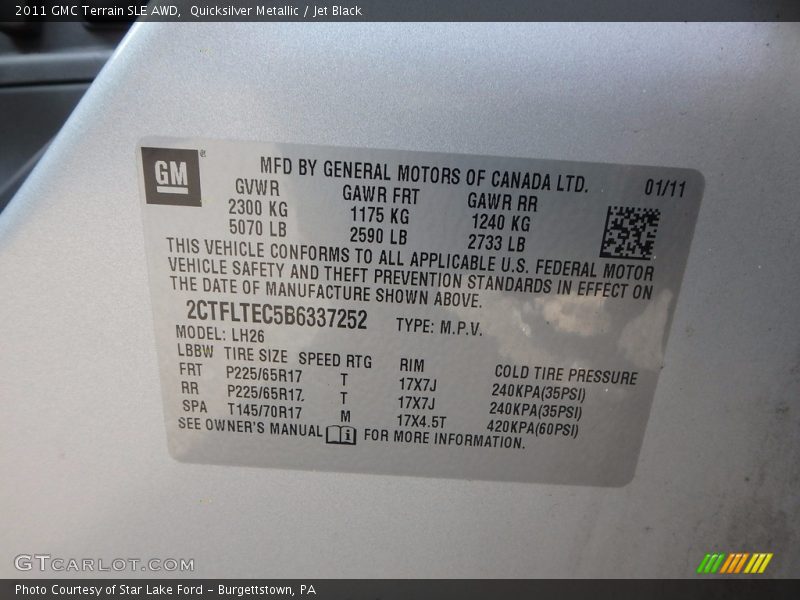 2011 GMC Terrain SLE AWD, Quicksilver Metallic / Jet Black
GM®
MFD BY GENERAL MOTORS OF CANADA LTD. 01/11
GVWR GAWR FRT GAWR RR
2300 KG 1175 KG 1240 KG
5070 LB 2590 LB 2733 LB
THIS VEHICLE CONFORMS TO ALL APPLICABLE U.S. FEDERAL MOTOR
VEHICLE SAFETY AND THEFT PREVENTION STANDARDS IN EFFECT ON
THE DATE OF MANUFACTURE SHOWN ABOVE.
2CTFLTEC5B6337252 TYPE: M.P.V.
MODEL: LH26
LBBW TIRE SIZE SPEED RTG RIM COLD TIRE PRESSURE
FRT P225/65R17 T 17X7J 240KPA(35PSI)
RR P225/65R17. T 17X7J 240KPA(35PSI)
SPA T145/70R17 M 17X4.5T 420KPA(60PSI)
SEE OWNER'S MANUAL i FOR MORE INFORMATION.
GTCARLOT.COM
Photo Courtesy of Star Lake Ford – Burgettstown, PA